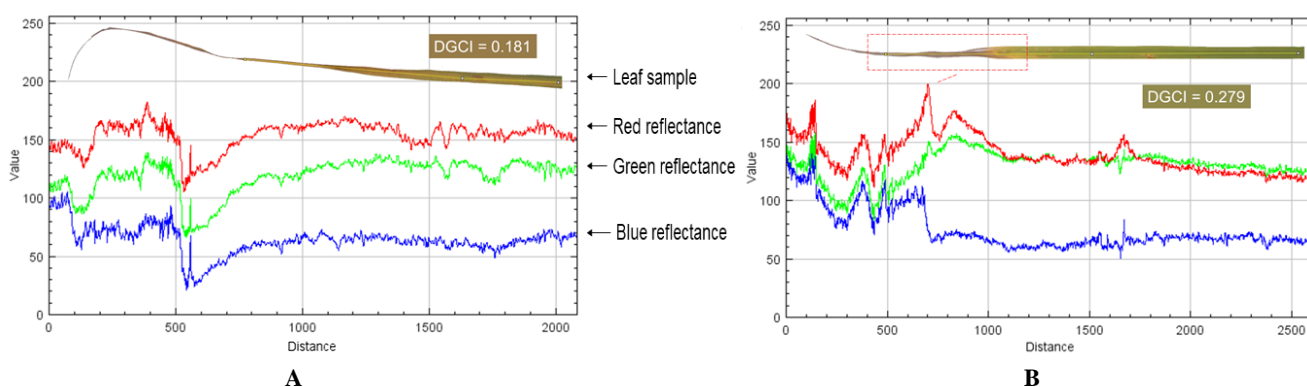 250
200
150
100
50
0
Value
0
500
1000
1500
2000
Distance
DGCI = 0.181
A
Leaf sample
Red reflectance
Green reflectance
Blue reflectance
250
200
150
100
50
0
Value
0
500
1000
1500
2000
2500
Distance
DGCI = 0.279
B